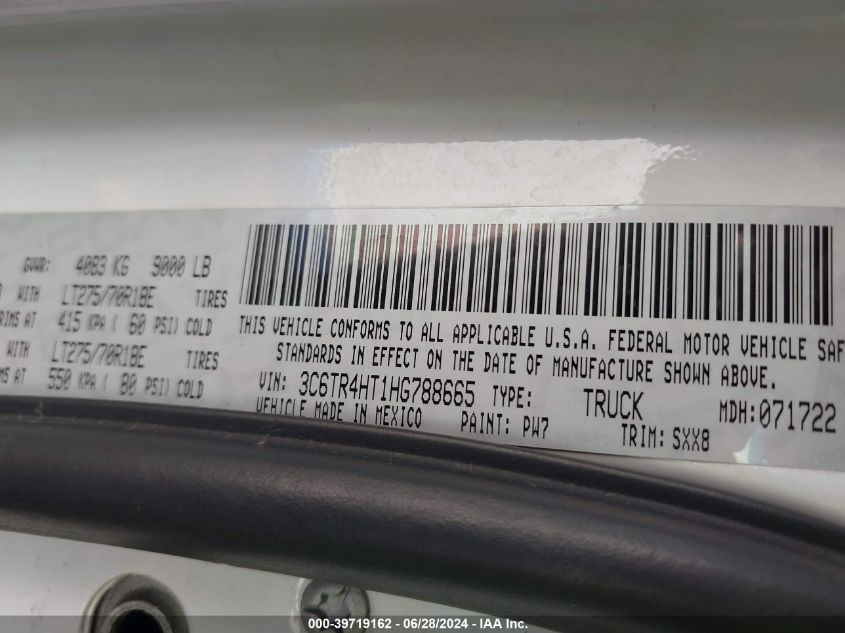 GVWR: 4083 KG 9000 LB
WITH LT275/70R18E TIRES
RIMS AT 415 KPA ( 60 PSI) COLD
WITH LT275/70R18E TIRES
MS AT 550 KPA ( 80 PSI) COLD
THIS VEHICLE CONFORMS TO ALL APPLICABLE U.S.A. FEDERAL MOTOR VEHICLE SAF
STANDARDS IN EFFECT ON THE DATE OF MANUFACTURE SHOWN ABOVE.
VIN: 3C6TR4HT1HG788665 TYPE: TRUCK MDH:071722
VEHICLE MADE IN MEXICO PAINT: PW7 TRIM: SXX8
000-39719162 - 06/28/2024 - IAA Inc.